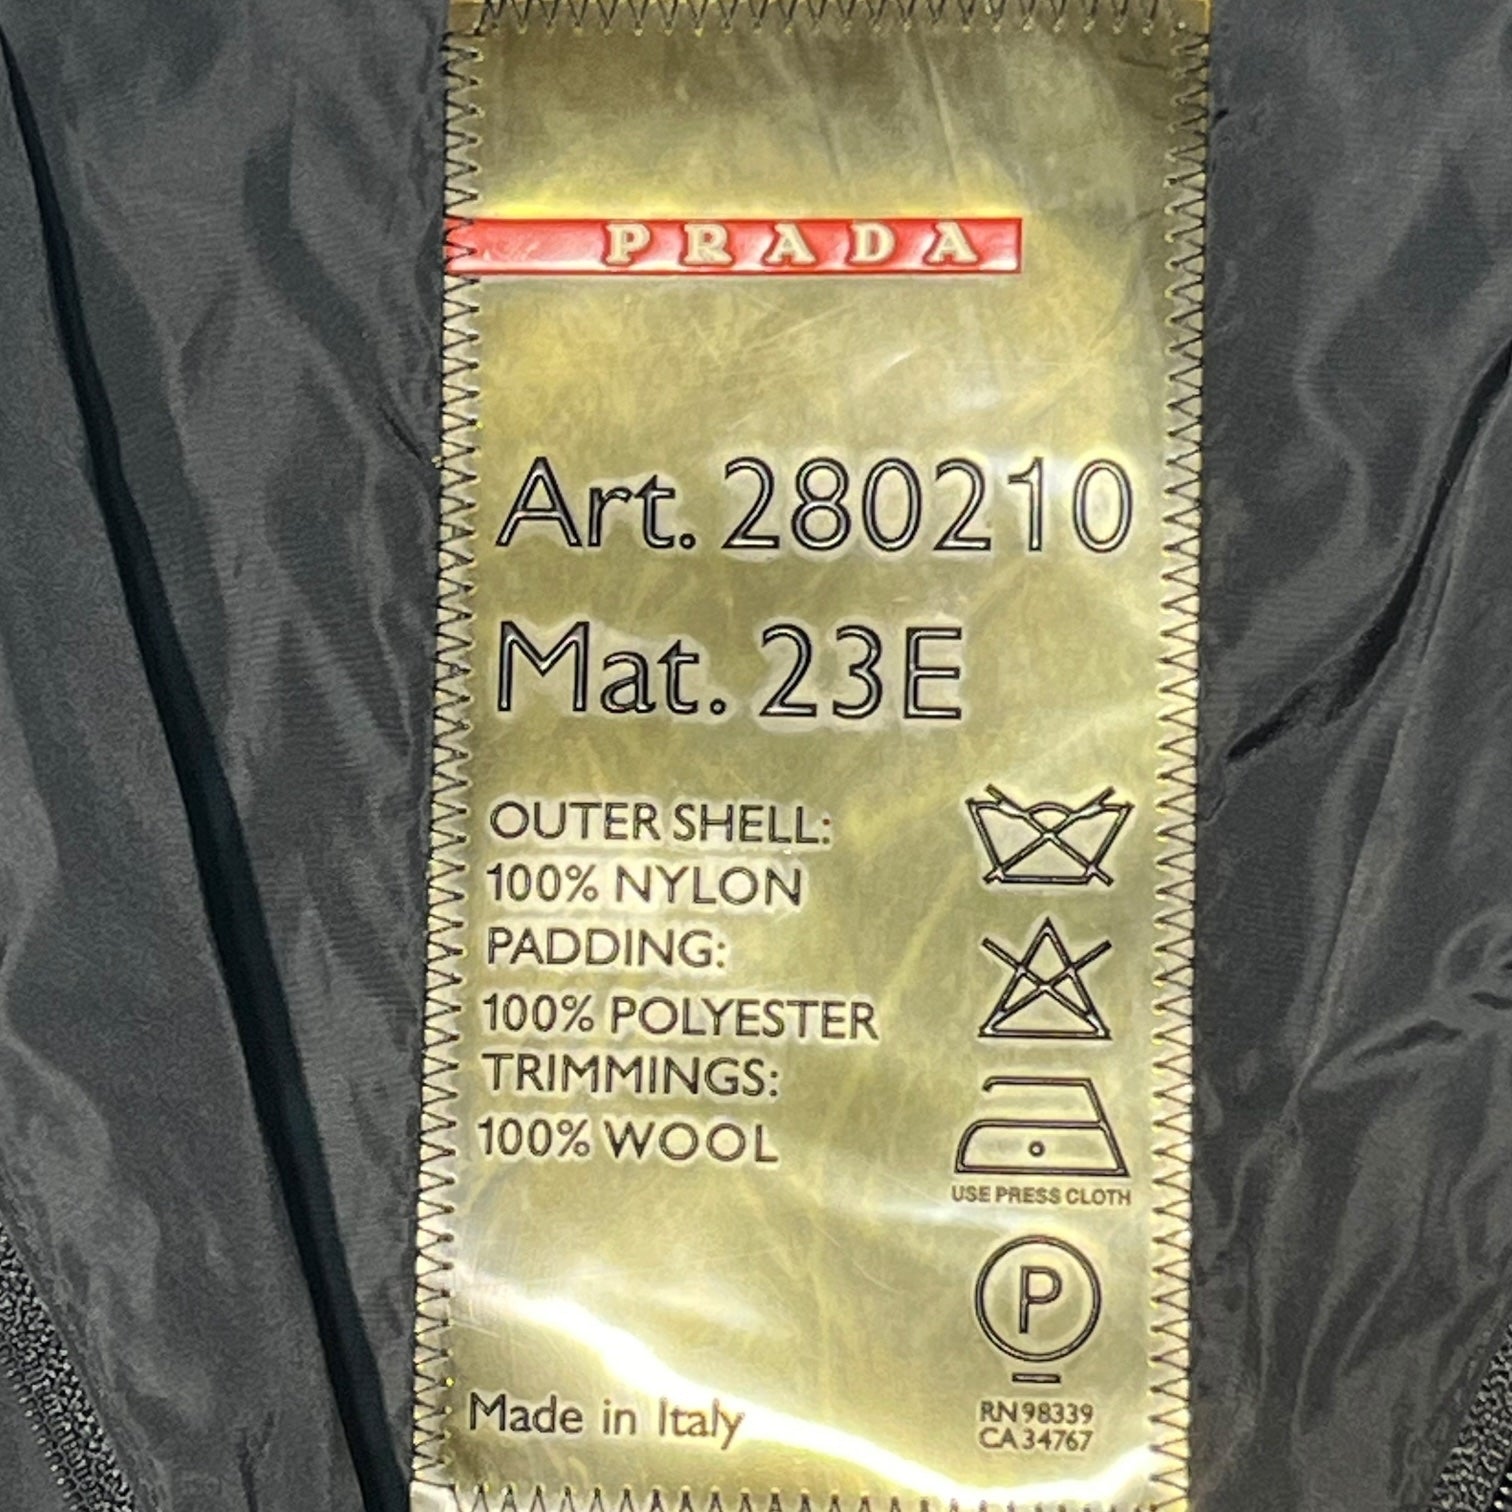 PRADA
Art. 280210
Mat. 23E
OUTER SHELL:
100% NYLON
PADDING:
100% POLYESTER
TRIMMINGS:
100% WOOL
USE PRESS CLOTH
P
Made in Italy
RN 98339
CA 34767